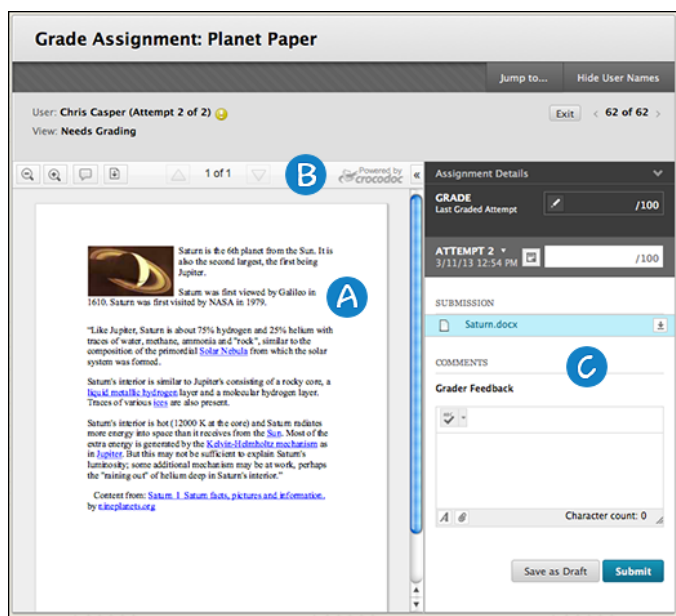 Grade Assignment: Planet Paper
Jump to...
Hide User Names
User: Chris Casper (Attempt 2 of 2)
Exit
62 of 62
View: Needs Grading
1 of 1
B
Powered by
crocodoc
Assignment Details
GRADE
Last Graded Attempt
/100
ATTEMPT 2
3/11/13 12:54 PM
/100
SUBMISSION
Saturn.docx
COMMENTS
C
Grader Feedback
ABC
Character count: 0
Save as Draft
Submit
Saturn is the 6th planet from the Sun. It is
also the second largest, the first being
Jupiter.
A
Saturn was first viewed by Galileo in
1610. Saturn was first visited by NASA in 1979.
"Like Jupiter, Saturn is about 75% hydrogen and 25% helium with
traces of water, methane, ammonia and "rock", similar to the
composition of the primordial Solar Nebula from which the solar
system was formed.
Saturn's interior is similar to Jupiter's consisting of a rocky core, a
liquid metallic hydrogen layer and a molecular hydrogen layer.
Traces of various ices are also present.
Saturn's interior is hot (12000 K at the core) and Saturn radiates
more energy into space than it receives from the Sun. Most of the
extra energy is generated by the Kelvin-Helmholtz mechanism as
in Jupiter. But this may not be sufficient to explain Saturn's
luminosity; some additional mechanism may be at work, perhaps
the "raining out" of helium deep in Saturn's interior."
Content from: Saturn I Saturn facts, pictures and information.,
by nineplanets.org